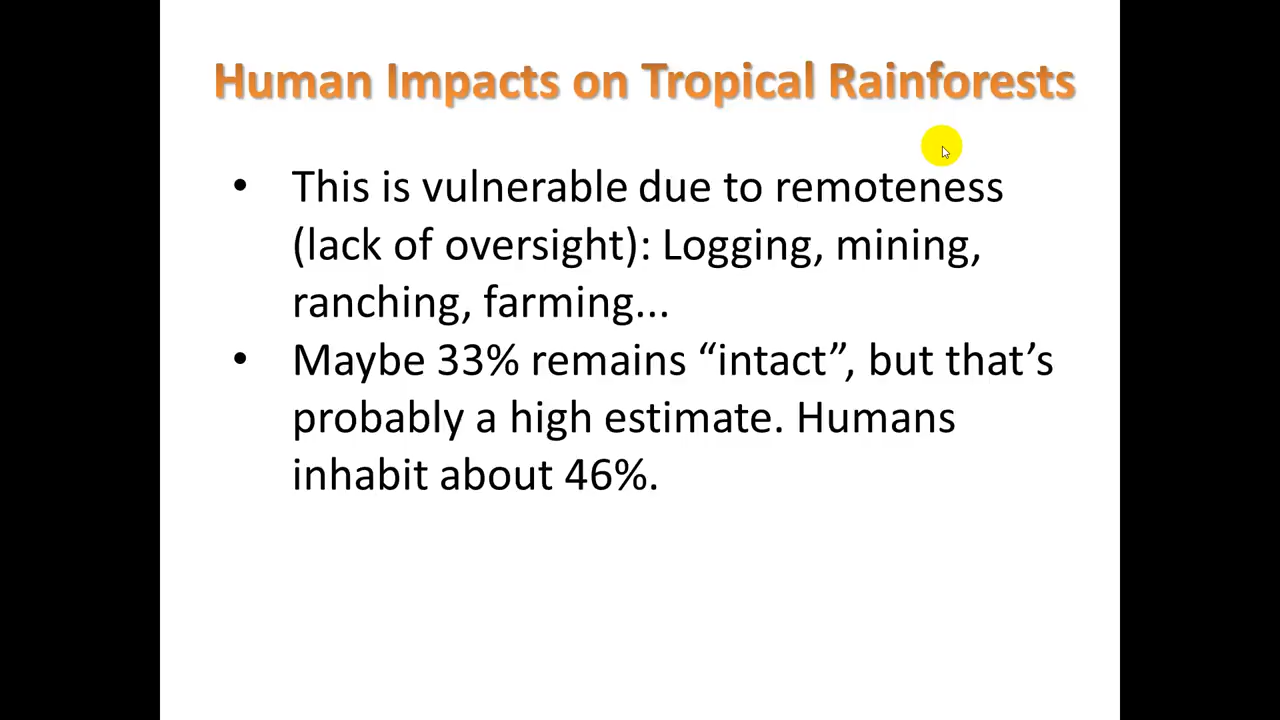 Human Impacts on Tropical Rainforests
• This is vulnerable due to remoteness
(lack of oversight): Logging, mining,
ranching, farming...
• Maybe 33% remains “intact”, but that’s
probably a high estimate. Humans
inhabit about 46%.